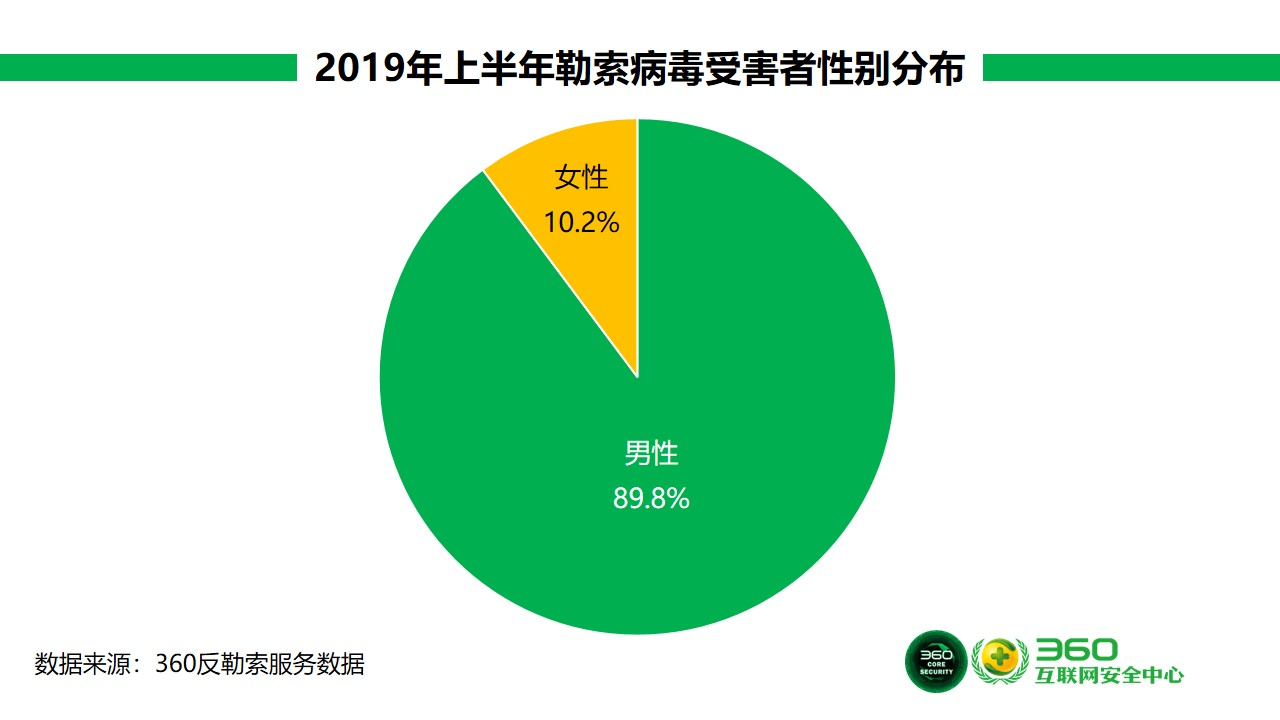 2019年上半年勒索病毒受害者性别分布
女性
10.2%
男性
89.8%
数据来源：360反勒索服务数据
360
CORE
SECURITY
360
互联网安全中心